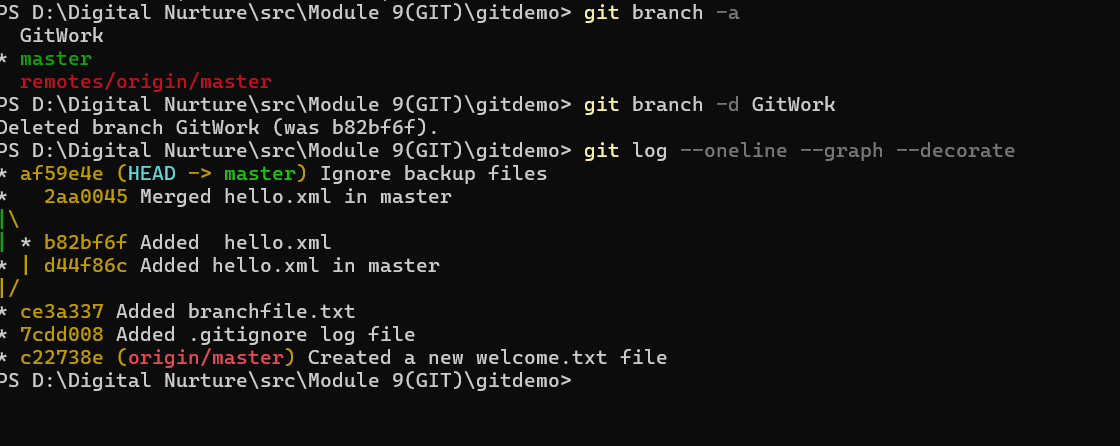 PS D:\Digital Nurture\src\Module 9(GIT)\gitdemo> git branch -a
  GitWork
* master
  remotes/origin/master
PS D:\Digital Nurture\src\Module 9(GIT)\gitdemo> git branch -d GitWork
Deleted branch GitWork (was b82bf6f).
PS D:\Digital Nurture\src\Module 9(GIT)\gitdemo> git log --oneline --graph --decorate
* af59e4e (HEAD -> master) Ignore backup files
*   2aa0045 Merged hello.xml in master
|\
| * b82bf6f Added  hello.xml
* | d44f86c Added hello.xml in master
|/
* ce3a337 Added branchfile.txt
* 7cdd008 Added .gitignore log file
* c22738e (origin/master) Created a new welcome.txt file
PS D:\Digital Nurture\src\Module 9(GIT)\gitdemo>